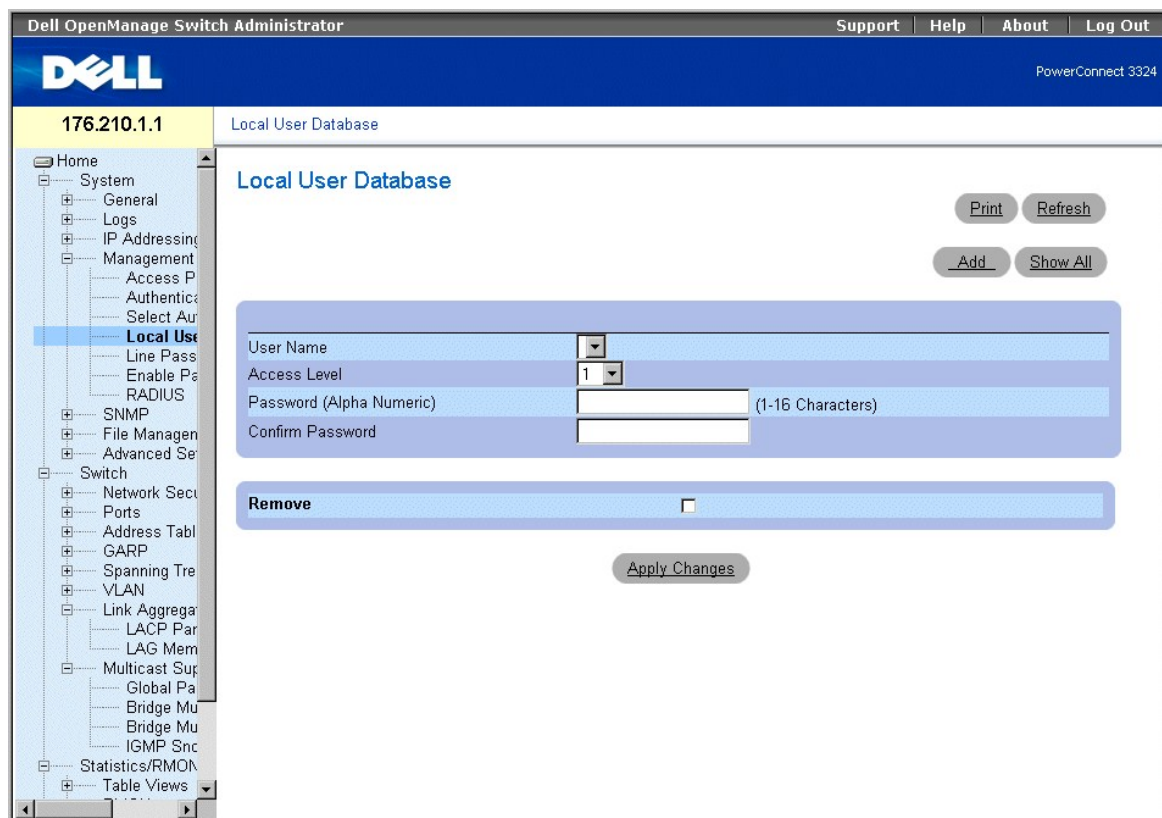 Dell OpenManage Switch Administrator
Support | Help | About | Log Out
DELL
PowerConnect 3324
176.210.1.1
Local User Database
Home
System
General
Logs
IP Addressing
Management
Access P
Authentica
Select Au
Local Use
Line Pass
Enable Pa
RADIUS
SNMP
File Managen
Advanced Se
Switch
Network Secu
Ports
Address Tabl
GARP
Spanning Tre
VLAN
Link Aggrega
LACP Par
LAG Mem
Multicast Sup
Global Pa
Bridge Mu
Bridge Mu
IGMP Sno
Statistics/RMON
Table Views
Local User Database
Print Refresh
Add Show All
User Name
Access Level 1
Password (Alpha Numeric) (1-16 Characters)
Confirm Password
Remove
Apply Changes